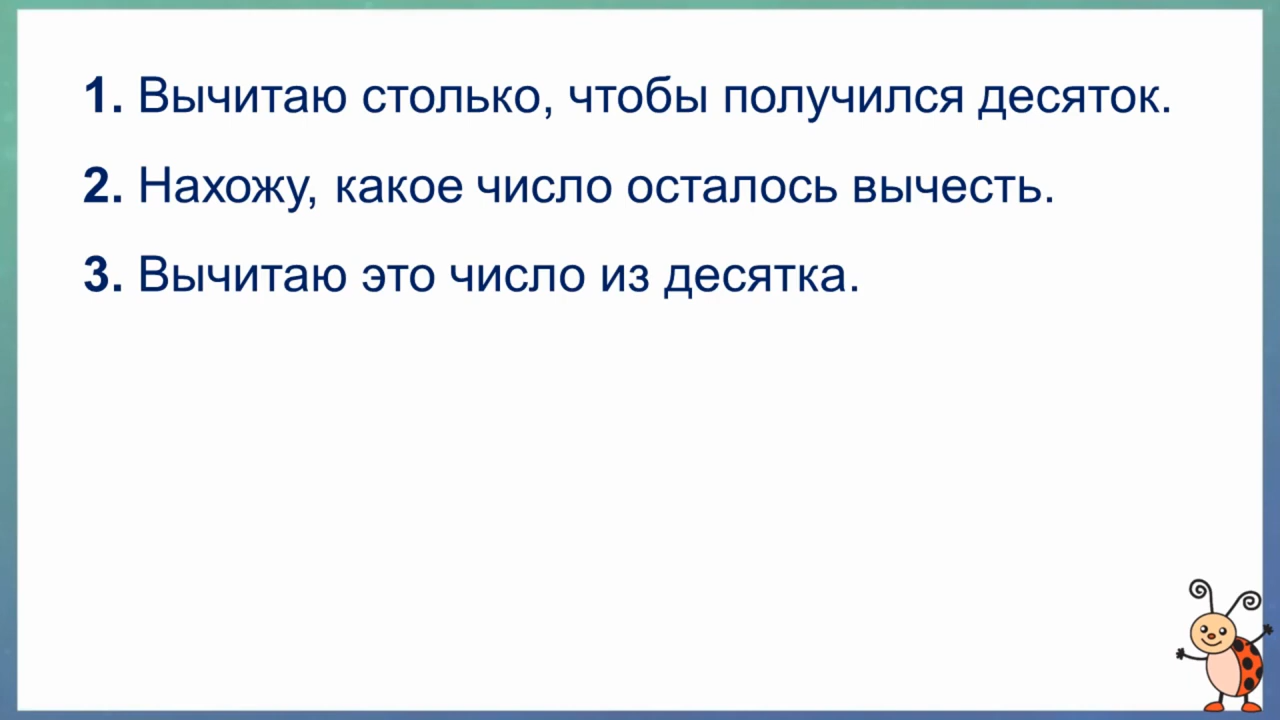 1. Вычитаю столько, чтобы получился десяток.
2. Нахожу, какое число осталось вычесть.
3. Вычитаю это число из десятка.